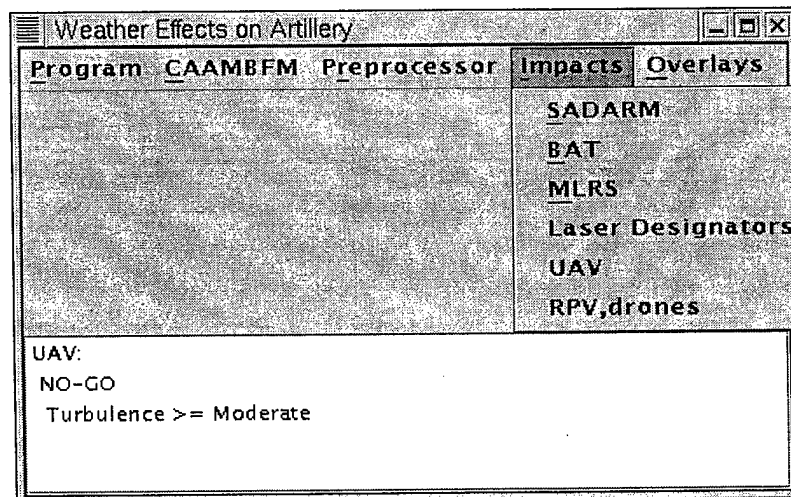 Weather Effects on Artillery
Program CAAMBFM Preprocessor Impacts Overlays
SADARM
BAT
MLRS
Laser Designators
UAV
RPV,drones
UAV:
NO-GO
Turbulence >= Moderate